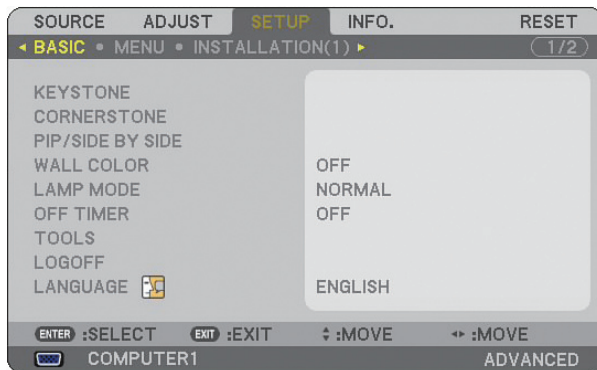 SOURCE ADJUST SETUP INFO. RESET
BASIC • MENU • INSTALLATION(1) 1/2
KEYSTONE
CORNERSTONE
PIP/SIDE BY SIDE
WALL COLOR OFF
LAMP MODE NORMAL
OFF TIMER OFF
TOOLS
LOGOFF
LANGUAGE ENGLISH
ENTER :SELECT EXIT :EXIT :MOVE :MOVE
COMPUTER1 ADVANCED